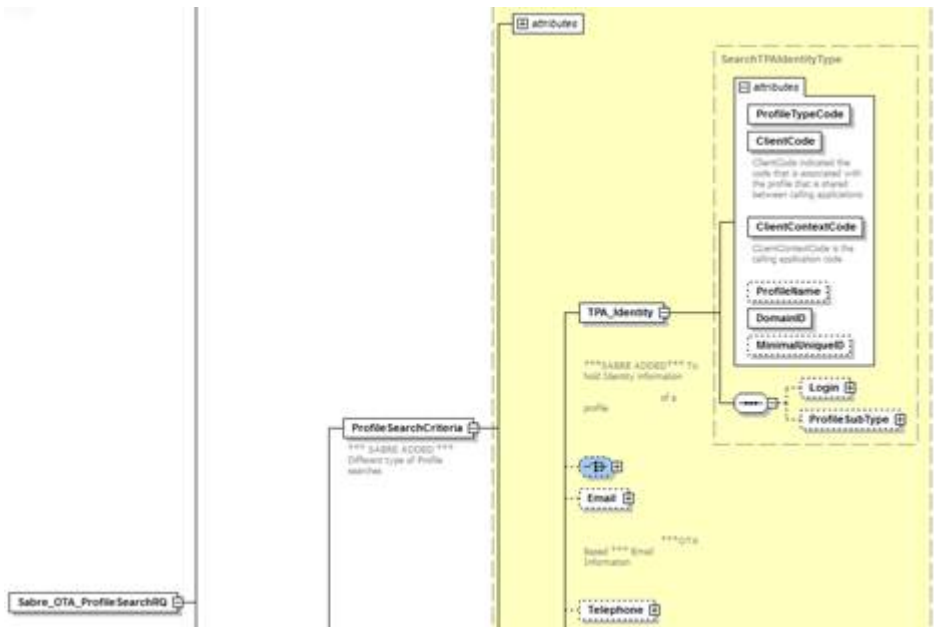 attributes
SearchTPAIdentityType
attributes
ProfileTypeCode
ClientCode
ClientCode indicated the
code that is associated with
the profile that is shared
between calling applications
ClientContextCode
CLientContextCode is the
calling application code
ProfileName
TPA_Identity
DomainID
MinimalUniqueID
***SABRE ADDED*** To
hold Identity information
of a
profile
Login
ProfileSubType
ProfileSearchCriteria
*** SABRE ADDED ***
Different type of Profile
searches
Email
***OTA
Based *** Email
Information
Sabre_OTA_ProfileSearchRQ
Telephone